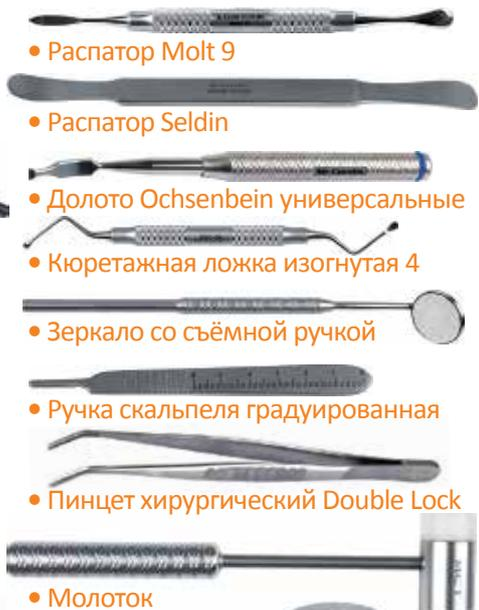 • Распатор Molt 9
• Распатор Seldin
• Долото Ochsenbein универсальные
• Кюретажная ложка изогнутая 4
• Зеркало со съёмной ручкой
• Ручка скальпеля градуированная
• Пинцет хирургический Double Lock
• Молоток